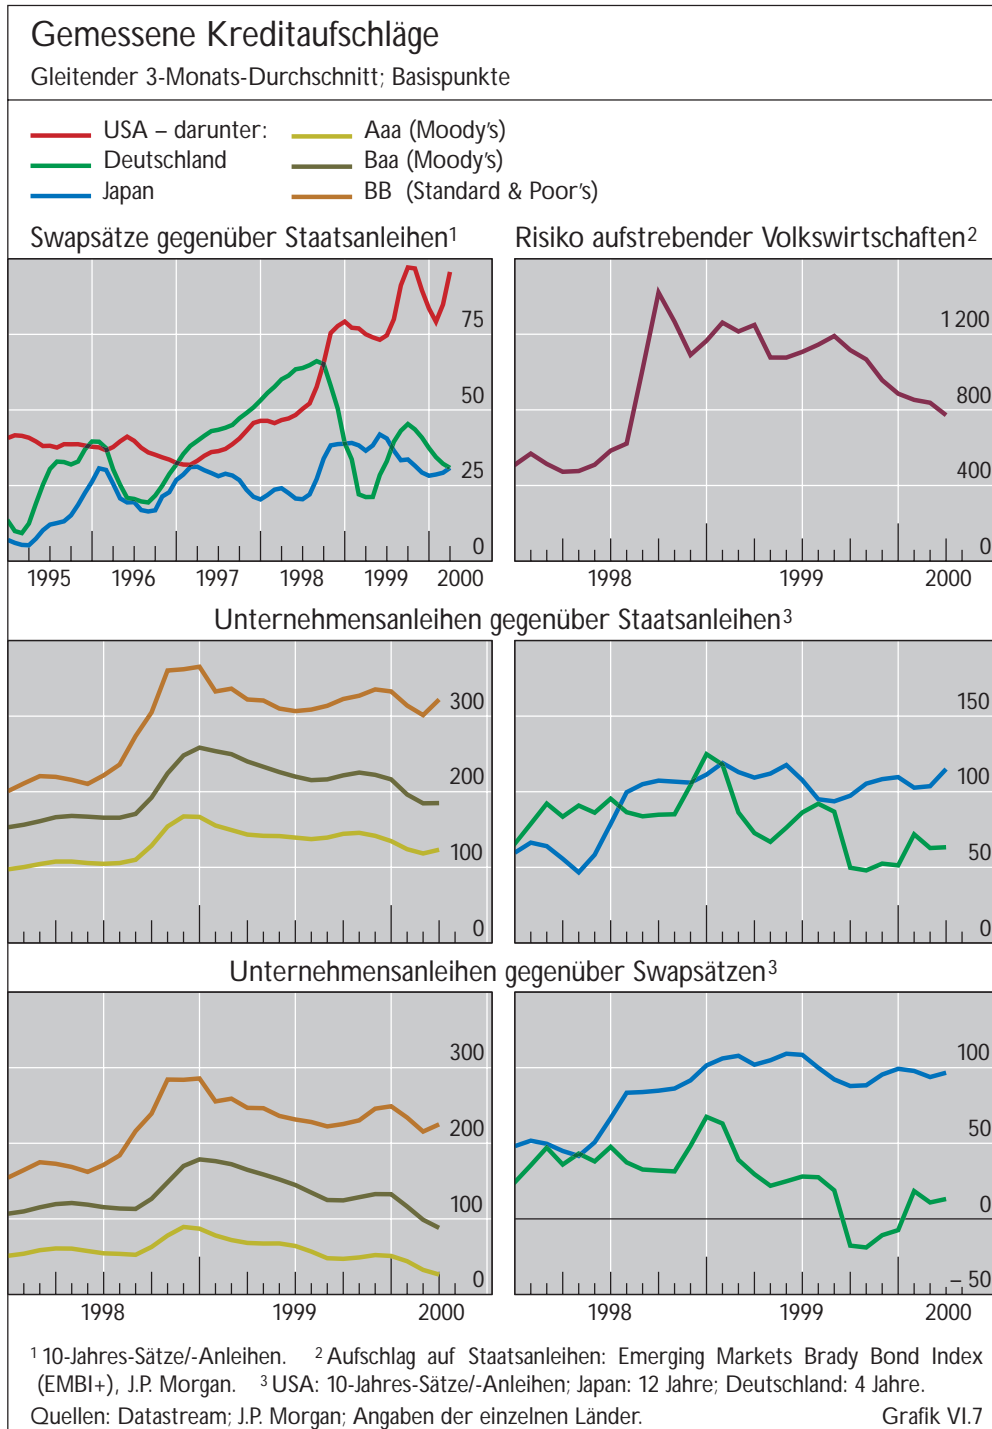 Gemessene Kreditaufschläge
Gleitender 3-Monats-Durchschnitt; Basispunkte
USA – darunter:
Deutschland
Japan
Aaa (Moody's)
Baa (Moody's)
BB (Standard & Poor's)
Swapsätze gegenüber Staatsanleihen¹
75
50
25
0
1995 1996 1997 1998 1999 2000
Risiko aufstrebender Volkswirtschaften²
1 200
800
400
0
1998 1999 2000
Unternehmensanleihen gegenüber Staatsanleihen³
300
200
100
0
150
100
50
0
Unternehmensanleihen gegenüber Swapsätzen³
300
200
100
0
1998 1999 2000
100
50
0
– 50
1998 1999 2000
¹ 10-Jahres-Sätze/-Anleihen. ² Aufschlag auf Staatsanleihen: Emerging Markets Brady Bond Index
(EMBI+), J.P. Morgan. ³ USA: 10-Jahres-Sätze/-Anleihen; Japan: 12 Jahre; Deutschland: 4 Jahre.
Quellen: Datastream; J.P. Morgan; Angaben der einzelnen Länder. Grafik VI.7